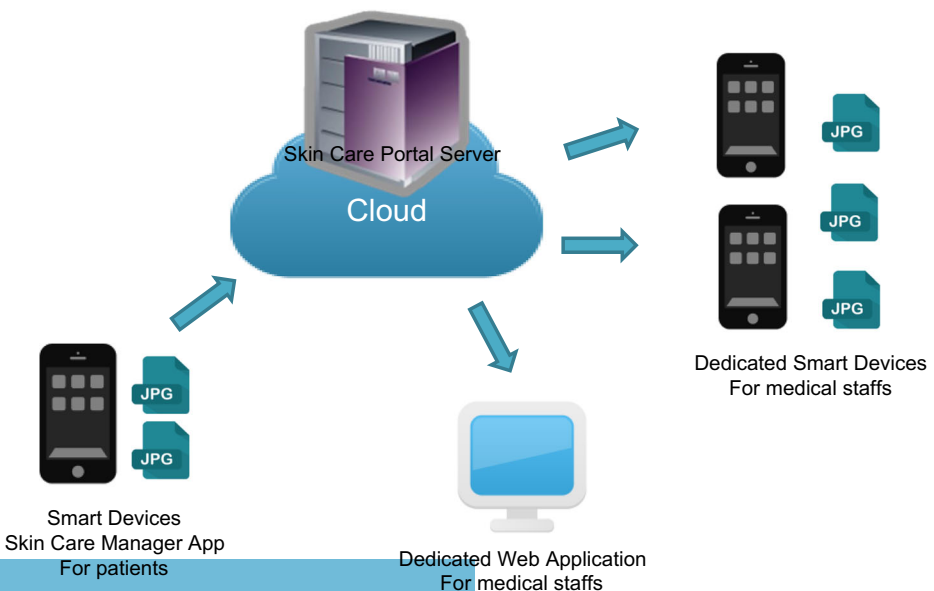 Skin Care Portal Server
Cloud
JPG
JPG
JPG
Dedicated Smart Devices
For medical staffs
JPG
JPG
Smart Devices
Skin Care Manager App
For patients
Dedicated Web Application
For medical staffs